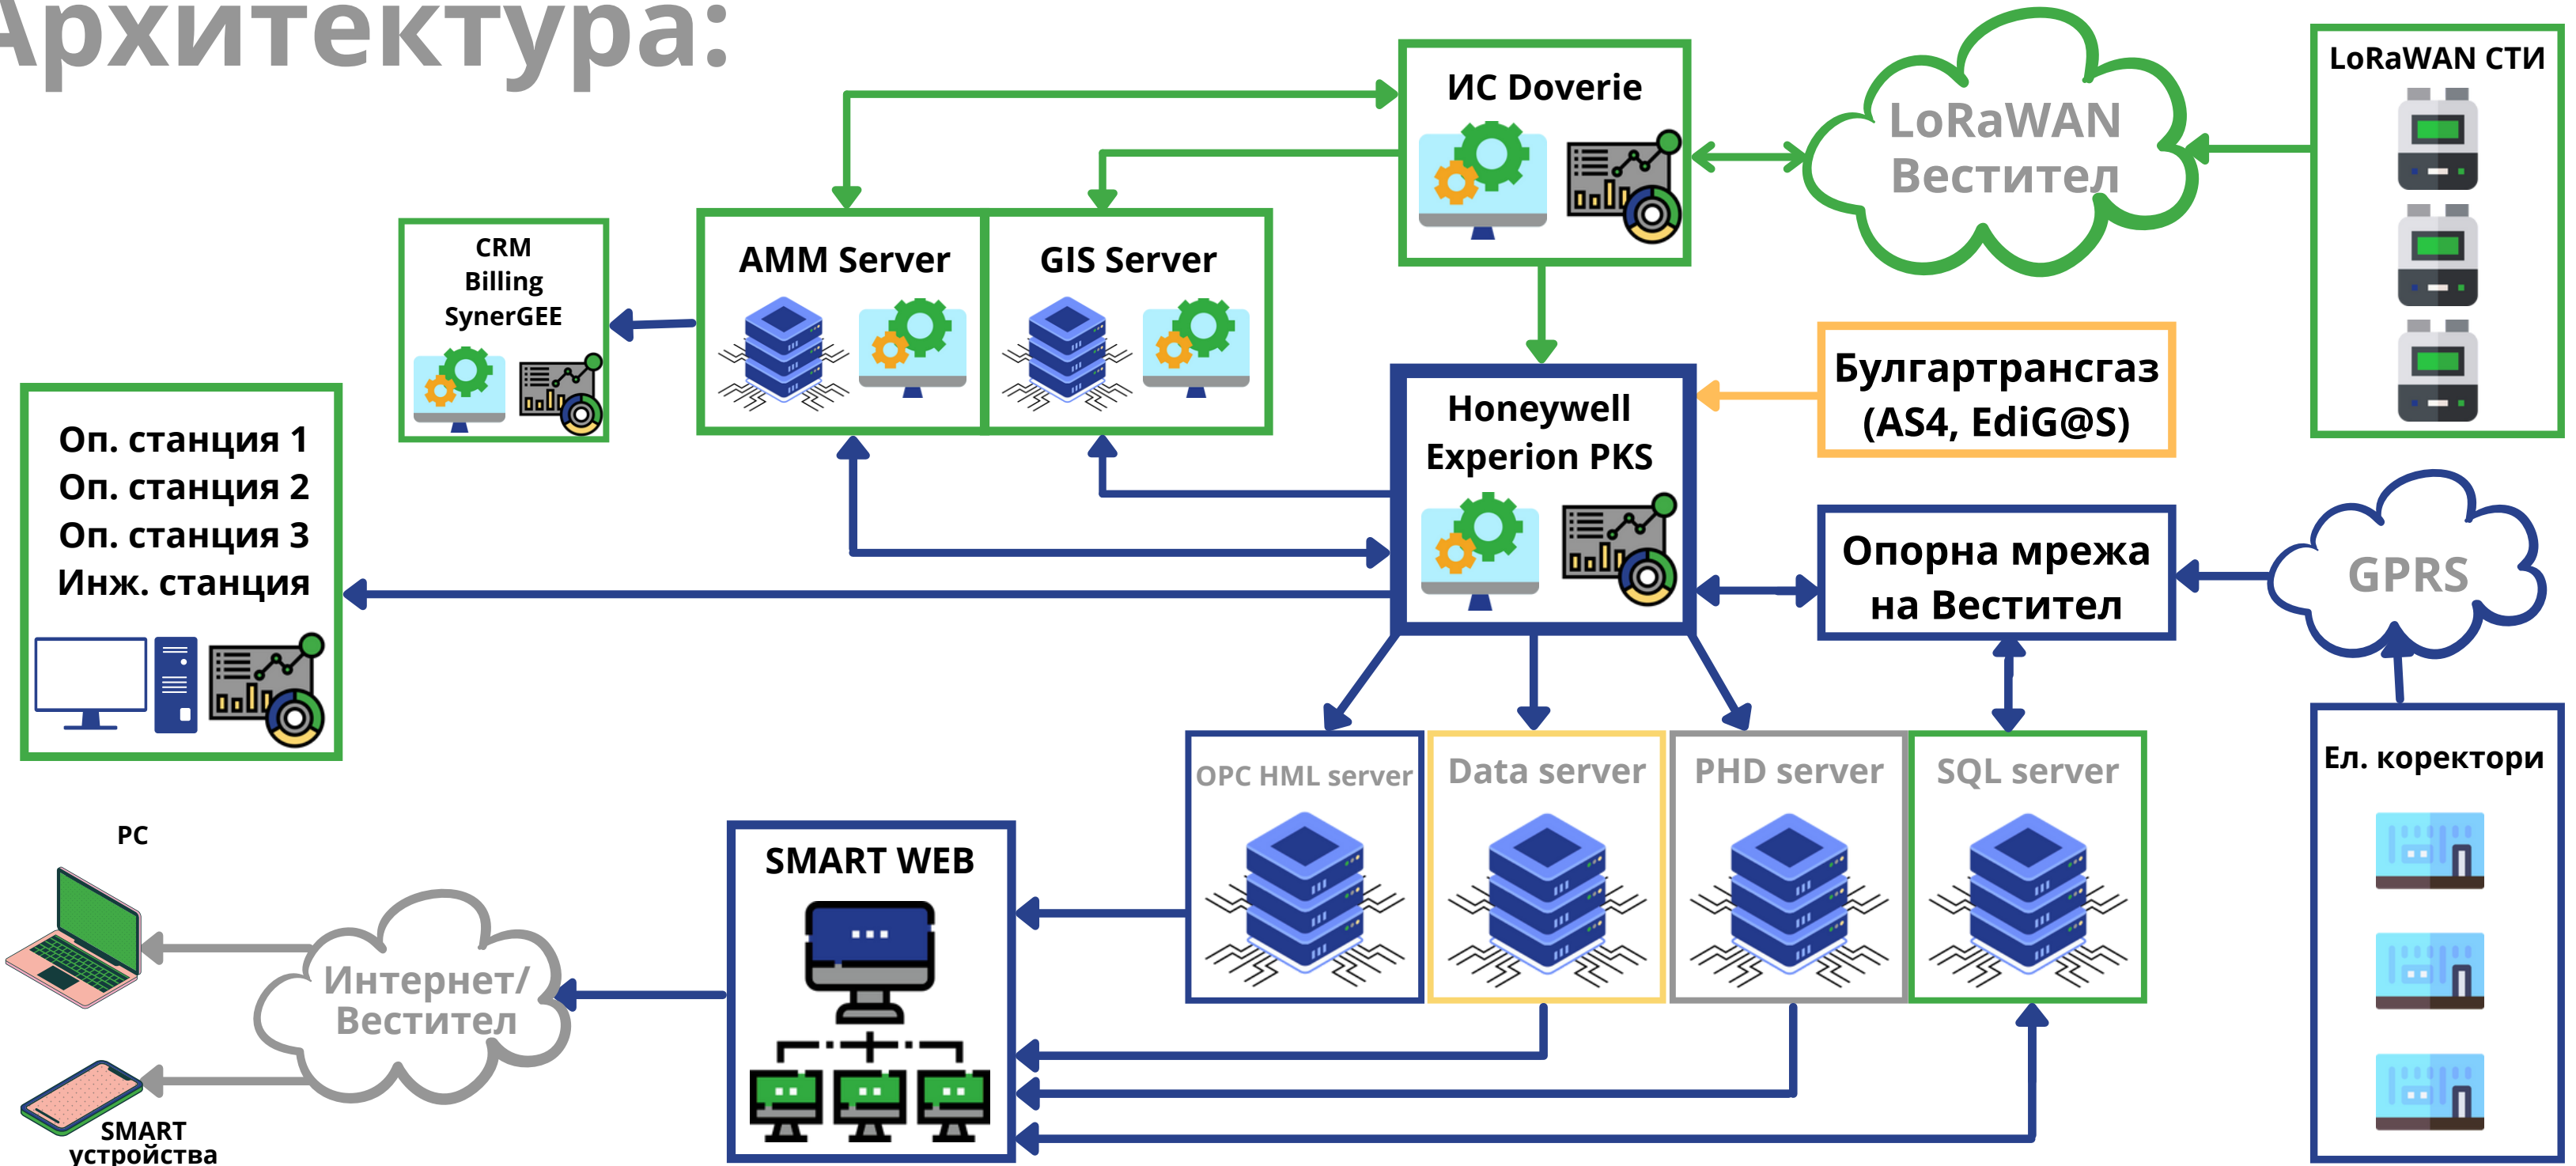 Архитектура:
ИС Doverie
LoRaWAN
Вестител
LoRaWAN СТИ
CRM
Billing
SynerGEE
AMM Server
GIS Server
Булгартрансгаз
(AS4, EdiG@S)
Honeywell
Experion PKS
Оп. станция 1
Оп. станция 2
Оп. станция 3
Инж. станция
Опорна мрежа
на Вестител
GPRS
OPC HML server
Data server
PHD server
SQL server
Ел. коректори
PC
SMART WEB
Интернет/
Вестител
SMART
устройства